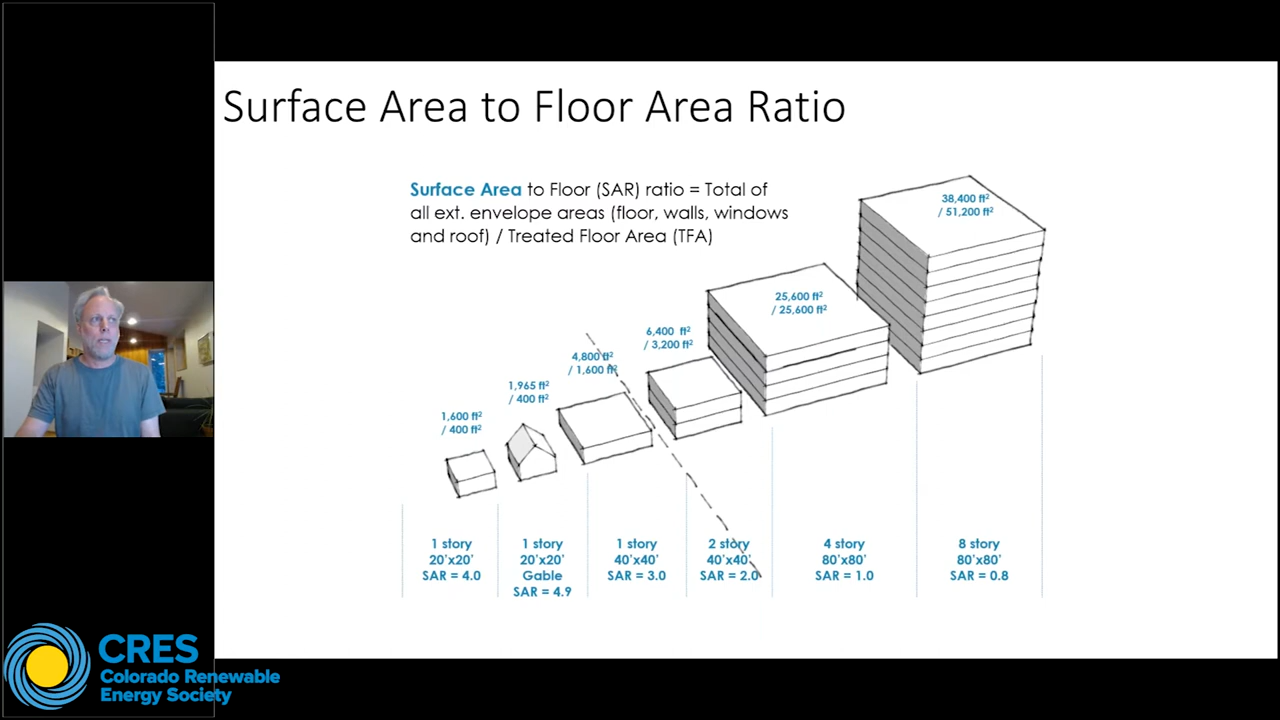 Surface Area to Floor Area Ratio
Surface Area to Floor (SAR) ratio = Total of
all ext. envelope areas (floor, walls, windows
and roof) / Treated Floor Area (TFA)
38,400 ft²
/ 51,200 ft²
25,600 ft²
/ 25,600 ft²
6,400 ft²
/ 3,200 ft²
4,800 ft²
/ 1,600 ft²
1,965 ft²
/ 400 ft²
1,600 ft²
/ 400 ft²
1 story
20'x20'
SAR = 4.0
1 story
20'x20'
Gable
SAR = 4.9
1 story
40'x40'
SAR = 3.0
2 story
40'x40'
SAR = 2.0
4 story
80'x80'
SAR = 1.0
8 story
80'x80'
SAR = 0.8
CRES
Colorado Renewable
Energy Society